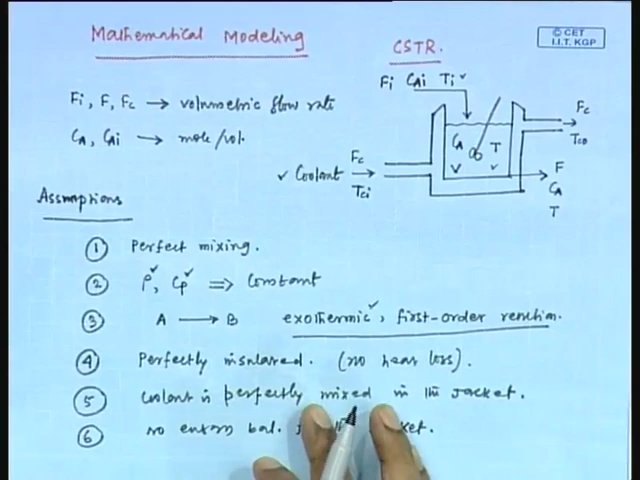 Mathematical Modeling
CSTR.
© CET
I.I.T. KGP
Fi CAi Ti
Fi, F, Fc → volumetric flow rate
CA, CAi → mole/vol.
Fc
Tco
CA T
V
Fc
Coolant →
Tci
F
CA
T
Assumptions
1 Perfect mixing.
2 ρ, Cp ⇒ Constant
3 A → B exothermic, first-order reaction.
4 Perfectly insulated. (no heat loss).
5 Coolant is perfectly mixed in the jacket.
6 no energy bal.